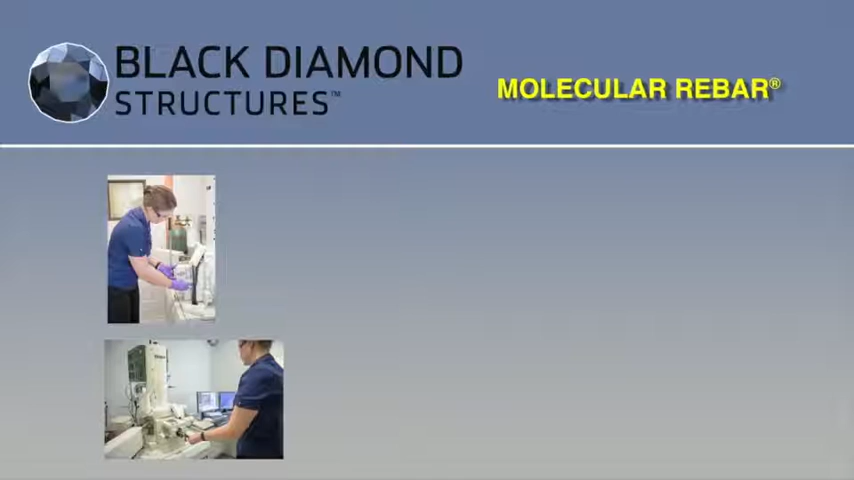 BLACK DIAMOND
STRUCTURES™
MOLECULAR REBAR®